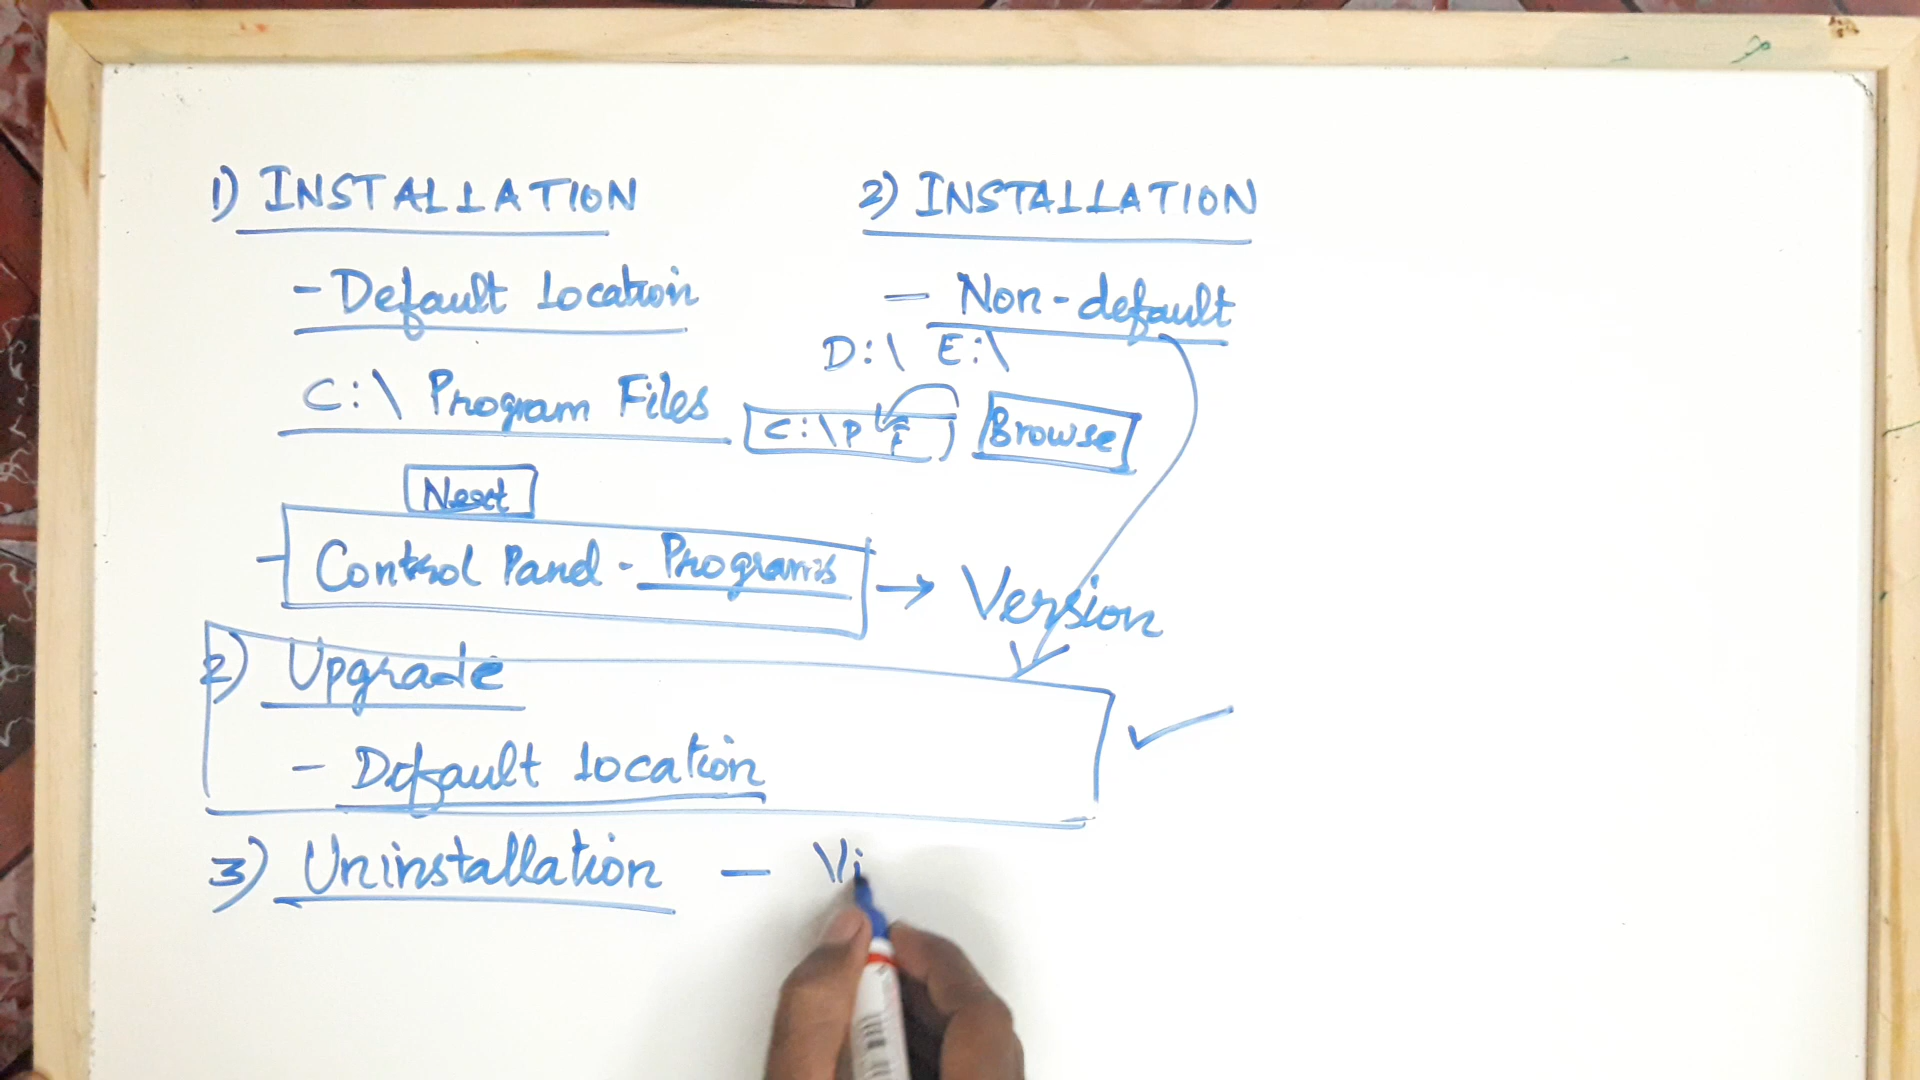 1) INSTALLATION
- Default location
C:\ Program Files
Next
- Control Panel - Programs → Version
2) INSTALLATION
- Non-default
D:\ E:\
C:\P F
Browse
2) Upgrade
- Default location
3) Uninstallation - Vi